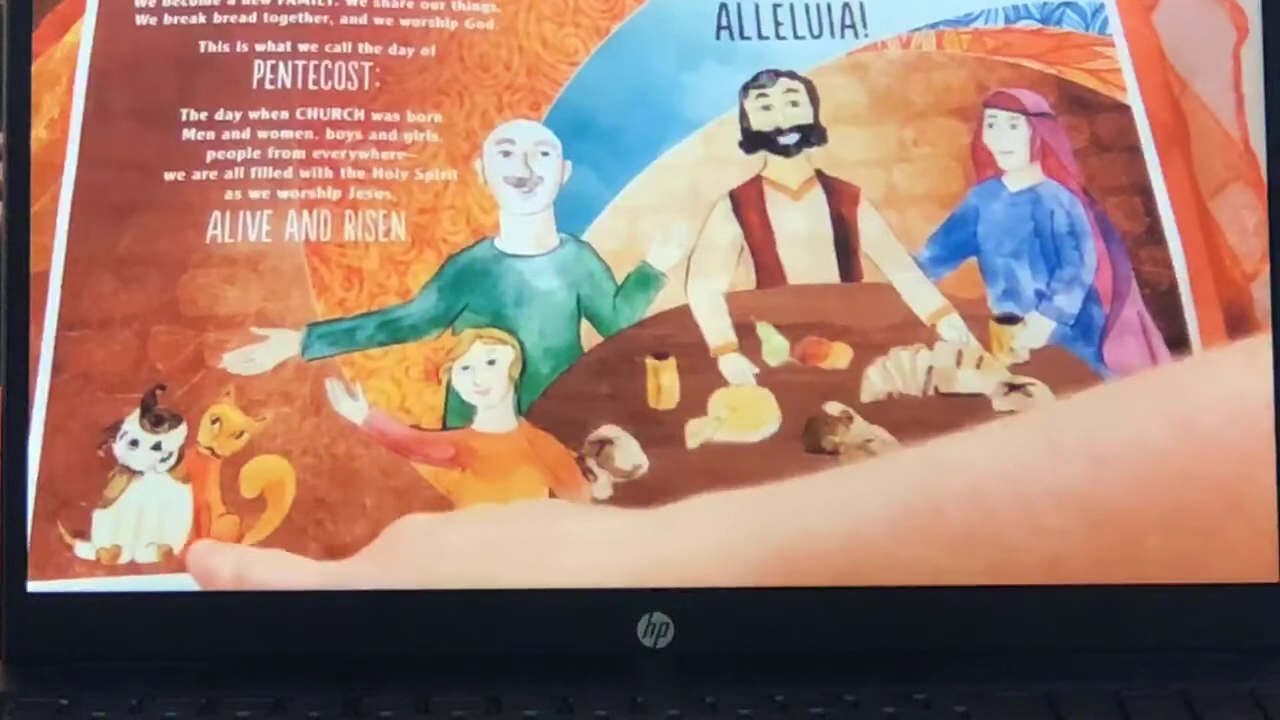 We become a new FAMILY. We share our things.
We break bread together, and we worship God.
This is what we call the day of
PENTECOST:
The day when CHURCH was born
Men and women, boys and girls,
people from everywhere—
we are all filled with the Holy Spirit
as we worship Jesus,
ALIVE AND RISEN
ALLELUIA!
hp